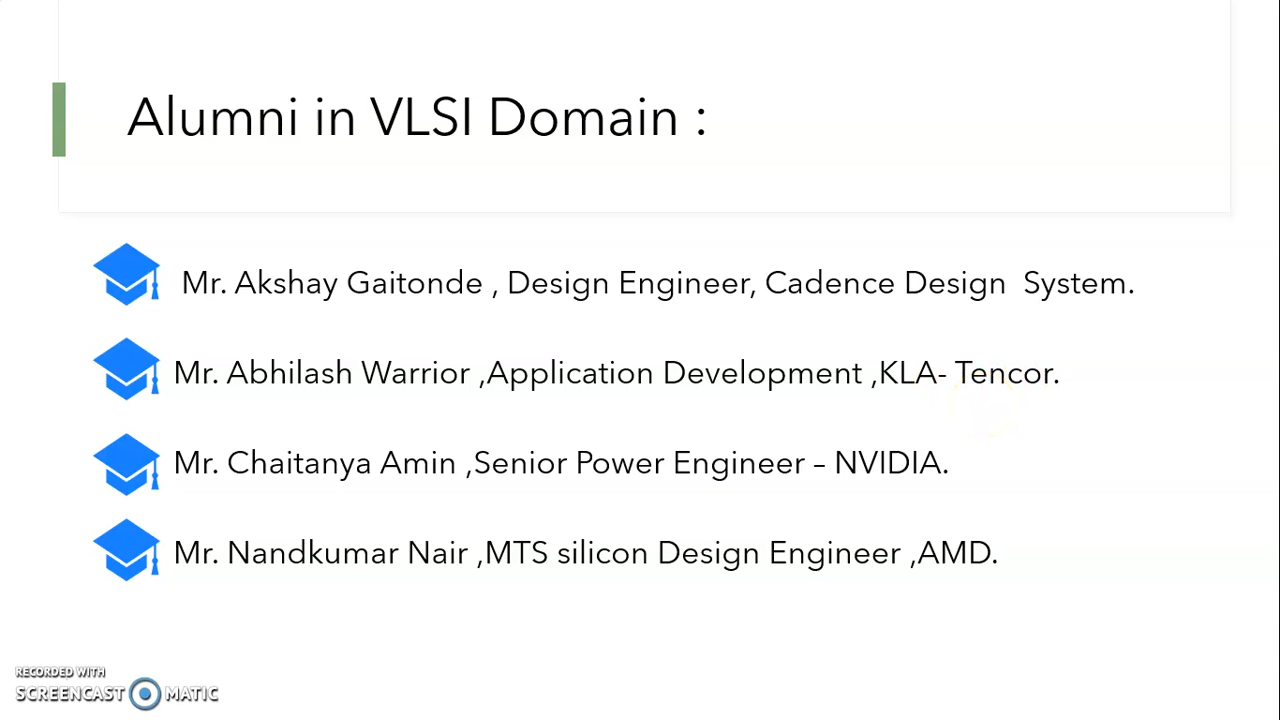 Alumni in VLSI Domain :
Mr. Akshay Gaitonde , Design Engineer, Cadence Design  System.
Mr. Abhilash Warrior ,Application Development ,KLA- Tencor.
Mr. Chaitanya Amin ,Senior Power Engineer – NVIDIA.
Mr. Nandkumar Nair ,MTS silicon Design Engineer ,AMD.
RECORDED WITH
SCREENCAST MATIC